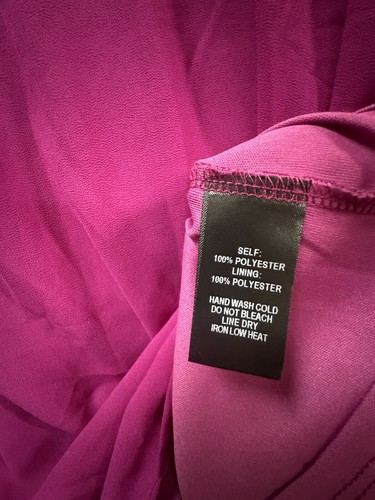 SELF:
100% POLYESTER
LINING:
100% POLYESTER
HAND WASH COLD
DO NOT BLEACH
LINE DRY
IRON LOW HEAT